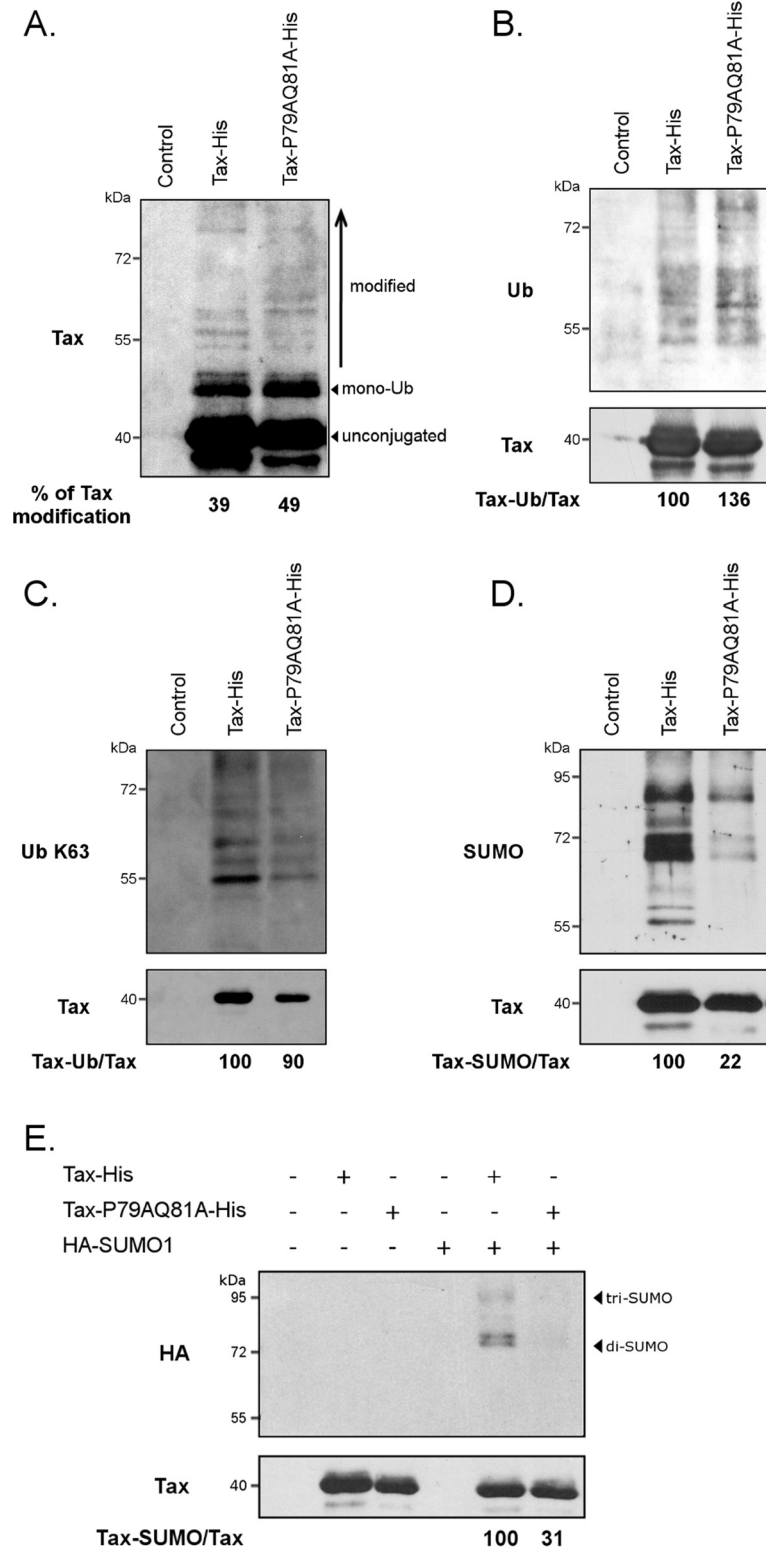 A.
Control
Tax-His
Tax-P79AQ81A-His
kDa
72
55
40
Tax
modified
mono-Ub
unconjugated
% of Tax
modification
39 49
B.
Control
Tax-His
Tax-P79AQ81A-His
kDa
72
55
Ub
Tax
40
Tax-Ub/Tax 100 136
C.
Control
Tax-His
Tax-P79AQ81A-His
kDa
72
55
Ub K63
Tax
40
Tax-Ub/Tax 100 90
D.
Control
Tax-His
Tax-P79AQ81A-His
kDa
95
72
55
SUMO
Tax
40
Tax-SUMO/Tax 100 22
E.
Tax-His - + - - + -
Tax-P79AQ81A-His - - + - - +
HA-SUMO1 - - - + + +
kDa
95
72
55
HA
tri-SUMO
di-SUMO
Tax
40
Tax-SUMO/Tax 100 31